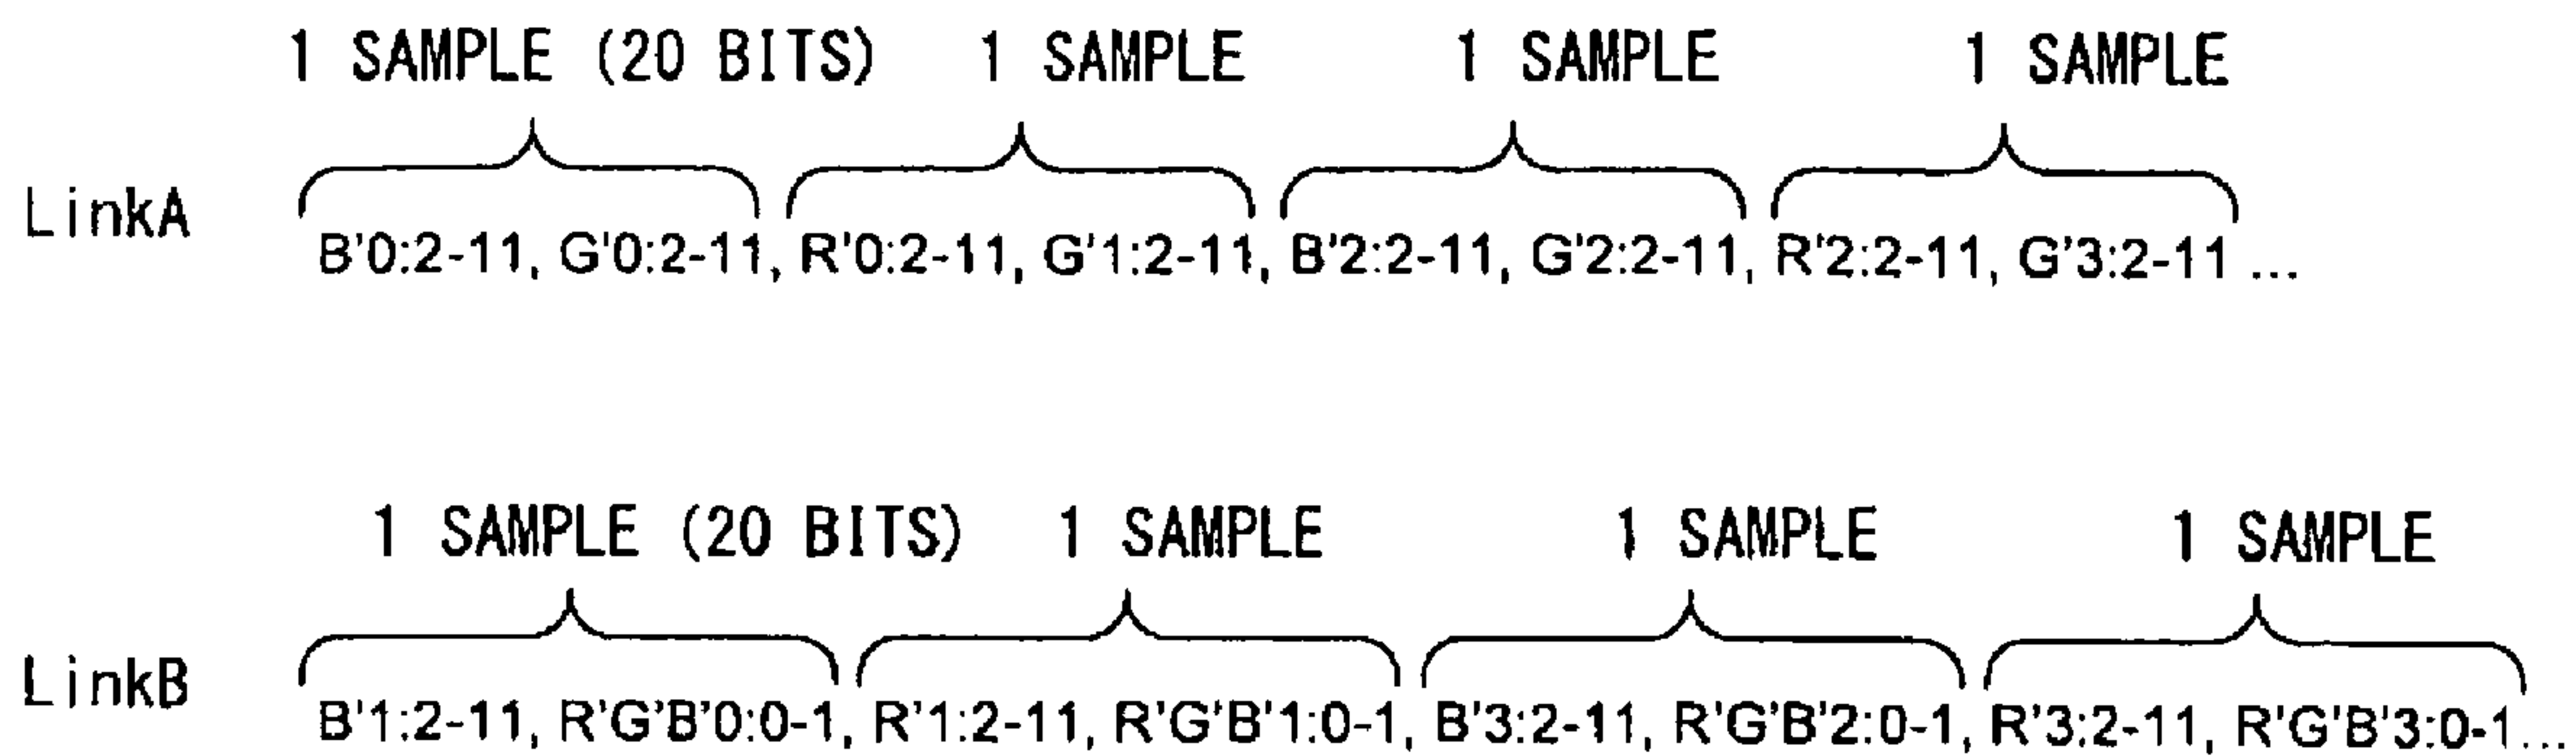 1 SAMPLE (20 BITS) 1 SAMPLE 1 SAMPLE 1 SAMPLE
LinkA
B'0:2-11, G'0:2-11, R'0:2-11, G'1:2-11, B'2:2-11, G'2:2-11, R'2:2-11, G'3:2-11 ...
1 SAMPLE (20 BITS) 1 SAMPLE 1 SAMPLE 1 SAMPLE
LinkB
B'1:2-11, R'G'B'0:0-1, R'1:2-11, R'G'B'1:0-1, B'3:2-11, R'G'B'2:0-1, R'3:2-11, R'G'B'3:0-1...